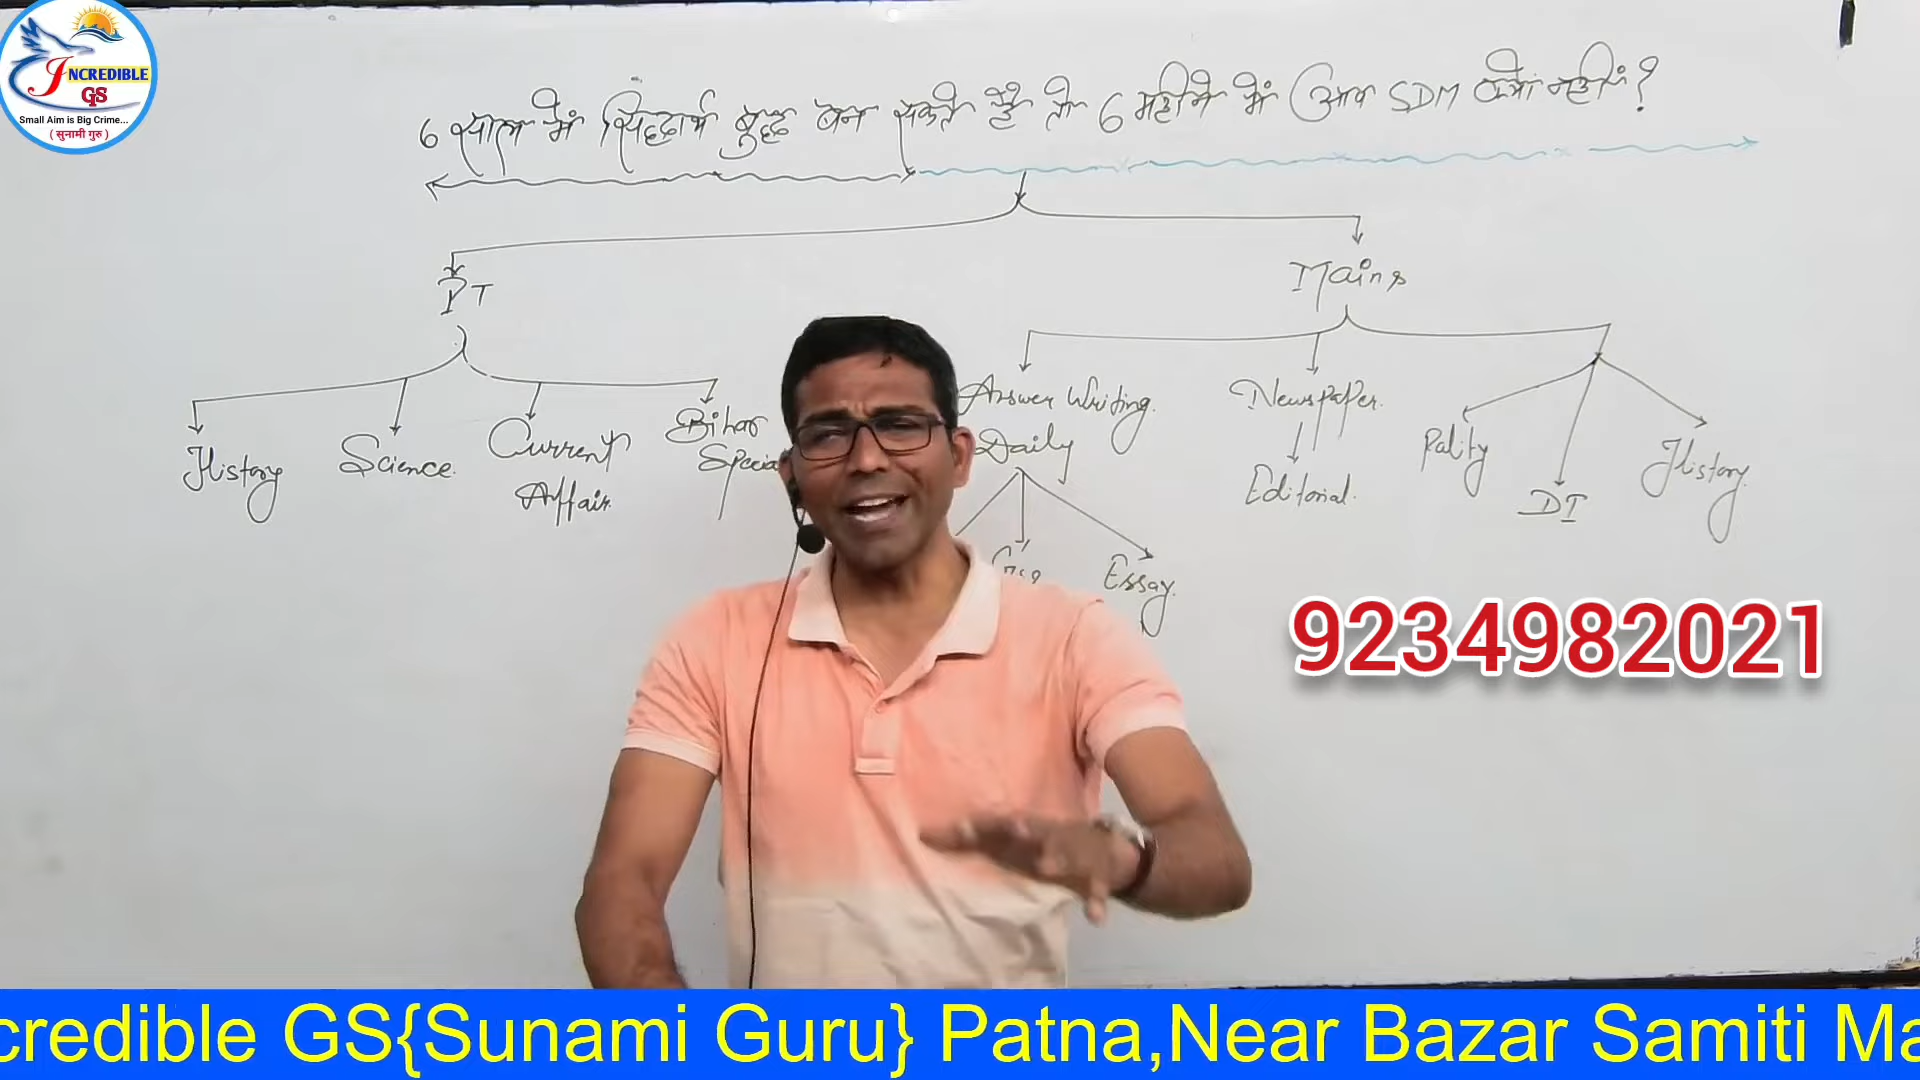 INCREDIBLE
GS
Small Aim is Big Crime...
( सुनामी गुरु )
6 साल में सिद्धार्थ बुद्ध बन सकते हैं तो 6 महीने में आप SDM क्यों नहीं?
PT
Mains
History
Science
Current
Affair
Bihar
Specia
Answer Writing
Daily
Essay
Newspaper
Editorial
Pality
DI
History
9234982021
credible GS{Sunami Guru} Patna,Near Bazar Samiti Ma